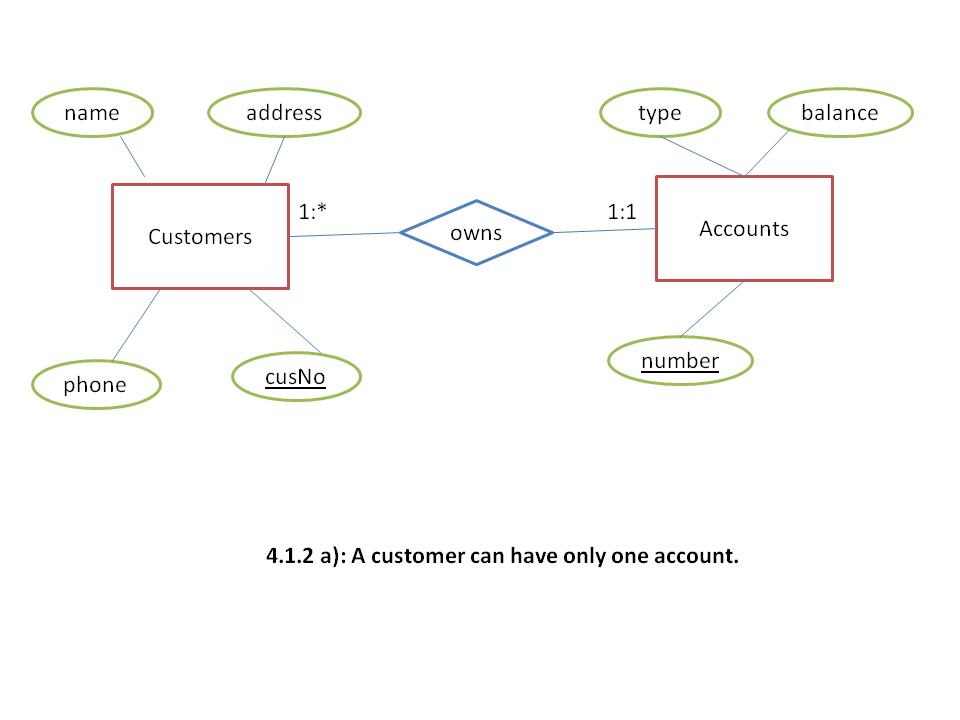 name
address
type
balance
1:*
1:1
Customers
owns
Accounts
phone
cusNo
number
4.1.2 a): A customer can have only one account.